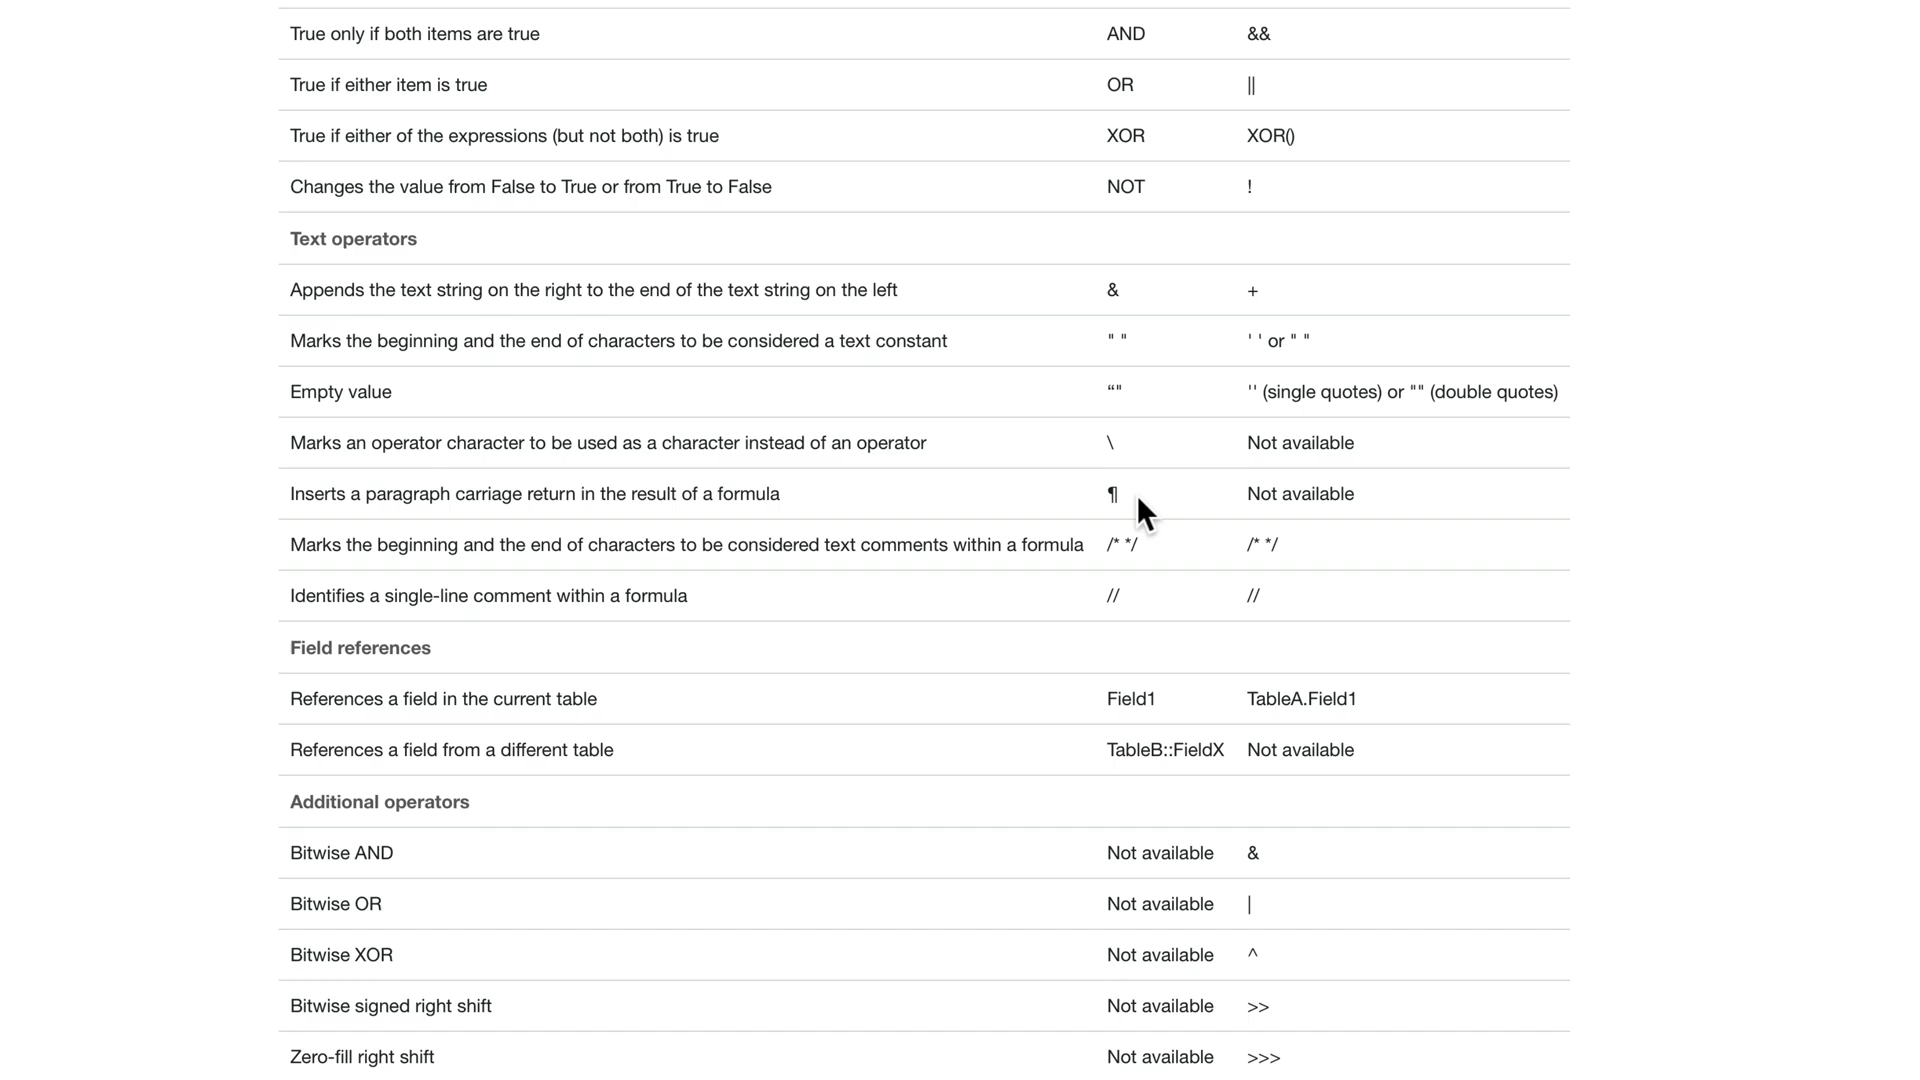 True only if both items are true AND &&
True if either item is true OR ||
True if either of the expressions (but not both) is true XOR XOR()
Changes the value from False to True or from True to False NOT !
Text operators
Appends the text string on the right to the end of the text string on the left & +
Marks the beginning and the end of characters to be considered a text constant " " ' ' or " "
Empty value “" '' (single quotes) or "" (double quotes)
Marks an operator character to be used as a character instead of an operator \ Not available
Inserts a paragraph carriage return in the result of a formula ¶ Not available
Marks the beginning and the end of characters to be considered text comments within a formula /* */ /* */
Identifies a single-line comment within a formula // //
Field references
References a field in the current table Field1 TableA.Field1
References a field from a different table TableB::FieldX Not available
Additional operators
Bitwise AND Not available &
Bitwise OR Not available |
Bitwise XOR Not available ^
Bitwise signed right shift Not available >>
Zero-fill right shift Not available >>>